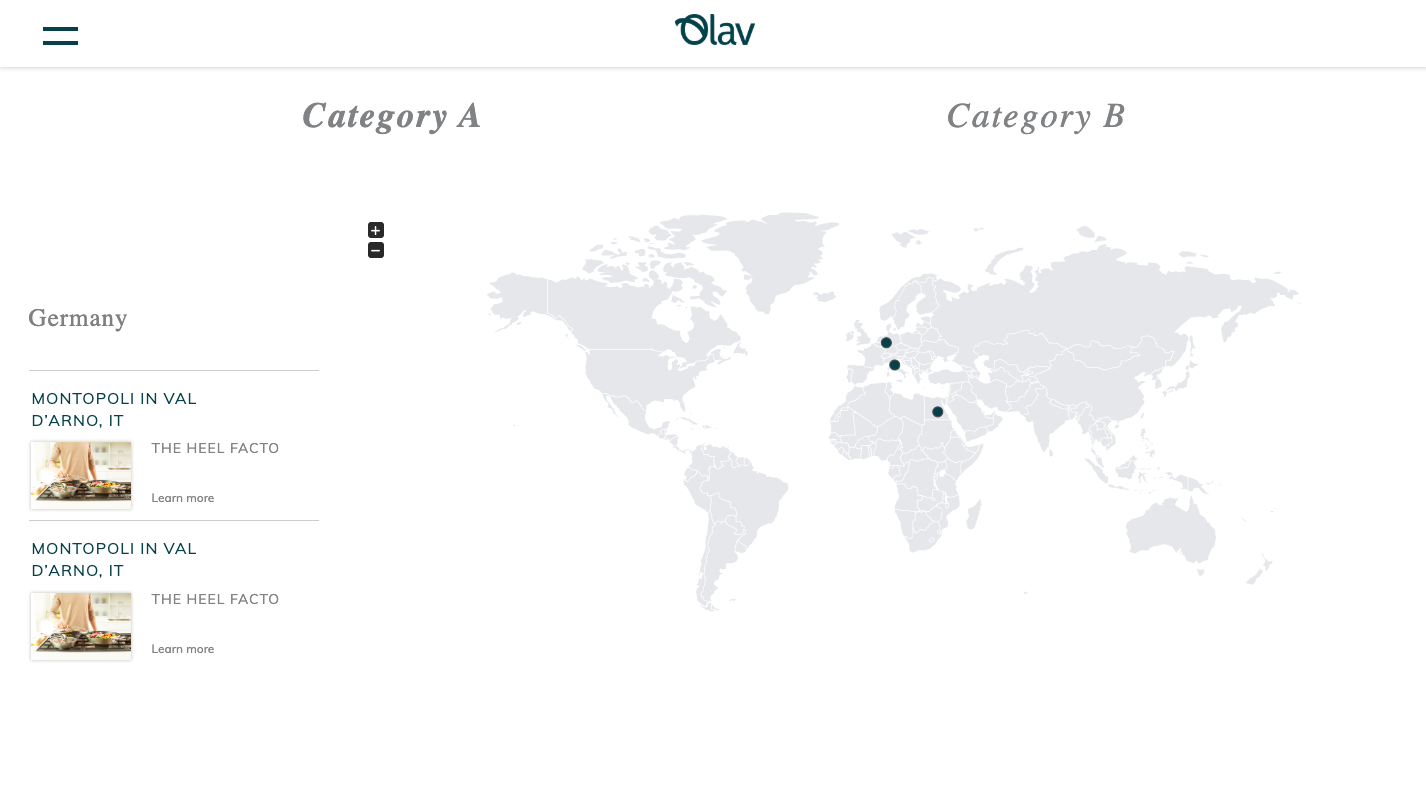 Olav
Category A
Category B
+
−
Germany
MONTOPOLI IN VAL
D’ARNO, IT
THE HEEL FACTO
Learn more
MONTOPOLI IN VAL
D’ARNO, IT
THE HEEL FACTO
Learn more